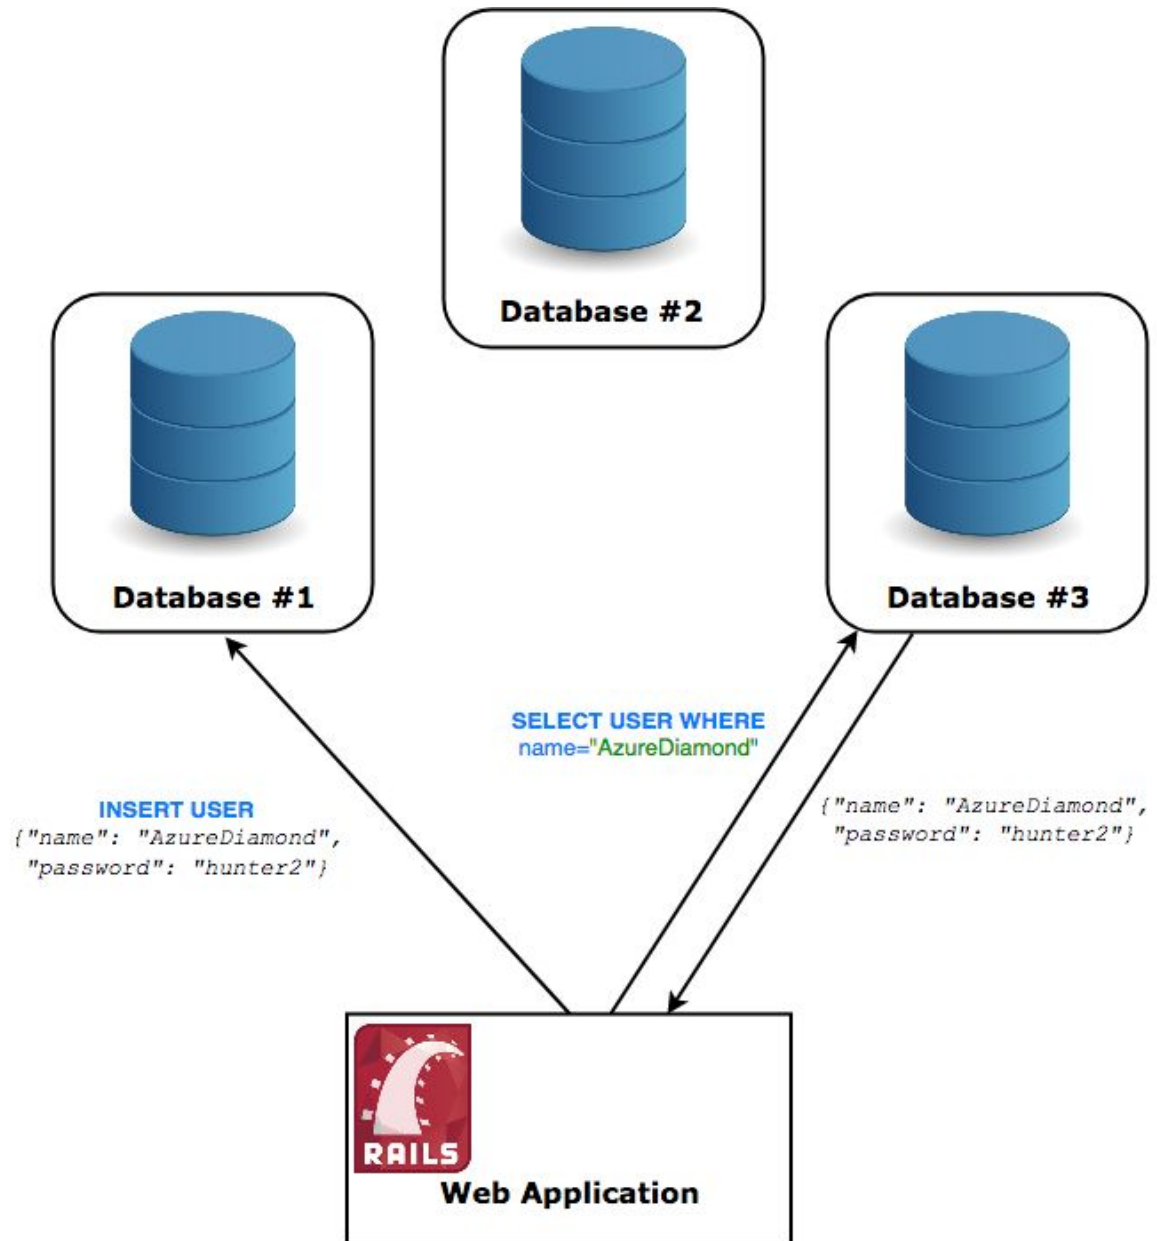 Database #2
Database #1
Database #3
SELECT USER WHERE
name="AzureDiamond"
INSERT USER
{"name": "AzureDiamond",
"password": "hunter2"}
{"name": "AzureDiamond",
"password": "hunter2"}
RAILS
Web Application